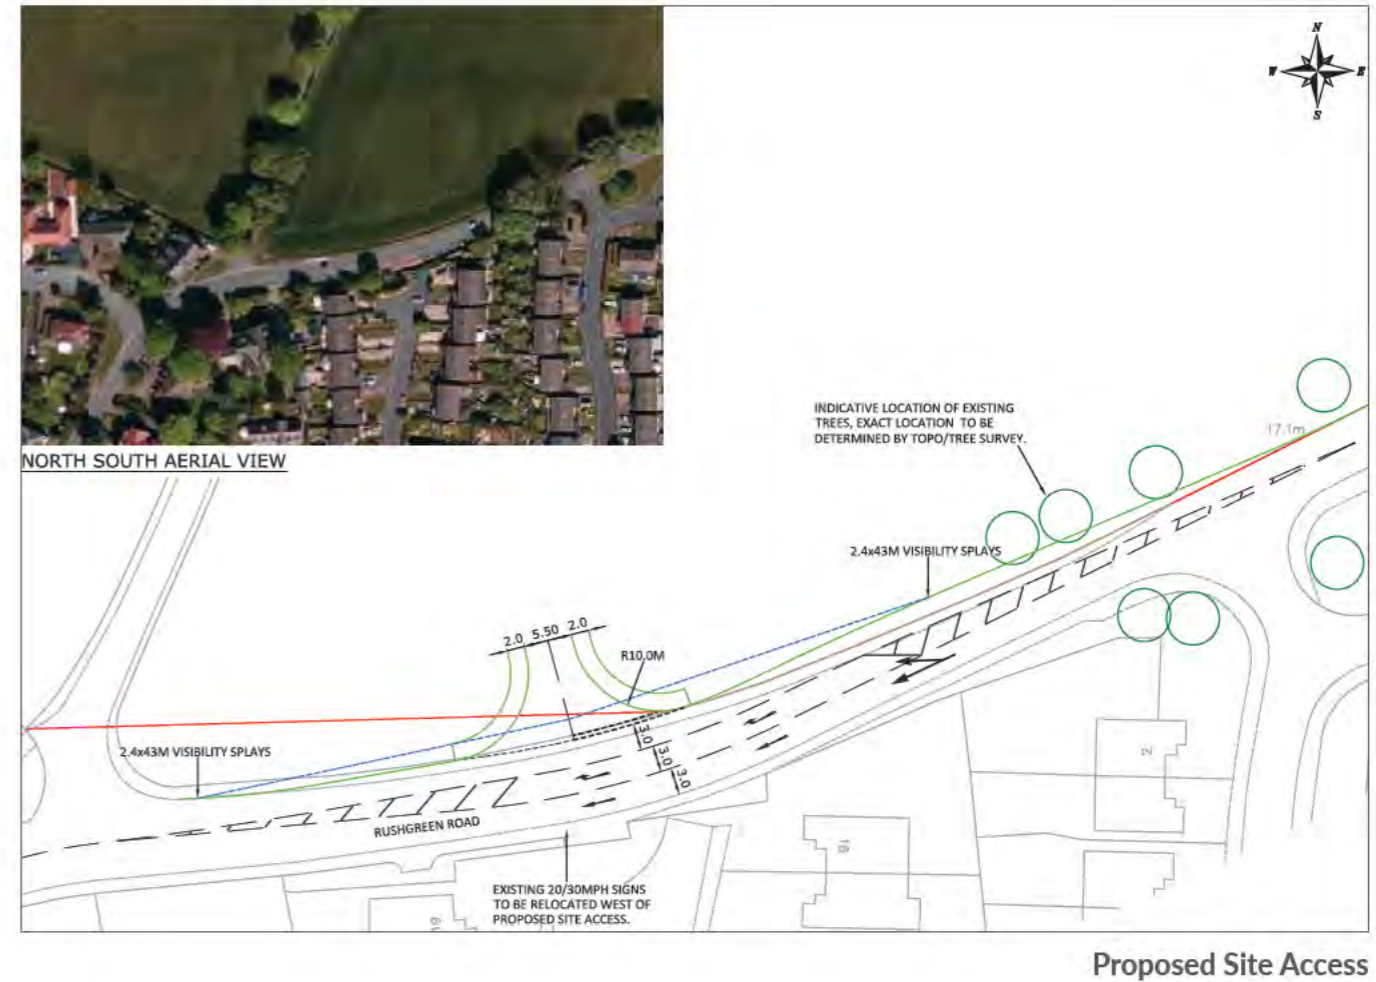 N
W E
S
NORTH SOUTH AERIAL VIEW
INDICATIVE LOCATION OF EXISTING
TREES, EXACT LOCATION TO BE
DETERMINED BY TOPO/TREE SURVEY.
17.1m
2.4x43M VISIBILITY SPLAYS
2.0 5.50 2.0
R10.0M
2.4x43M VISIBILITY SPLAYS
3.0
3.0
3.0
RUSHGREEN ROAD
2
16
EXISTING 20/30MPH SIGNS
TO BE RELOCATED WEST OF
PROPOSED SITE ACCESS.
Proposed Site Access